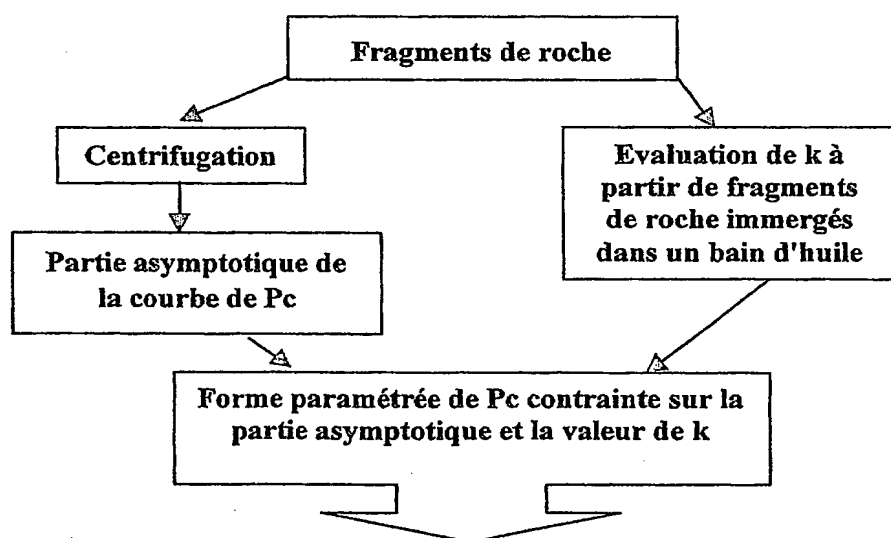 Fragments de roche
Centrifugation
Evaluation de k à
partir de fragments
de roche immergés
dans un bain d'huile
Partie asymptotique de
la courbe de Pc
Forme paramétrée de Pc contrainte sur la
partie asymptotique et la valeur de k